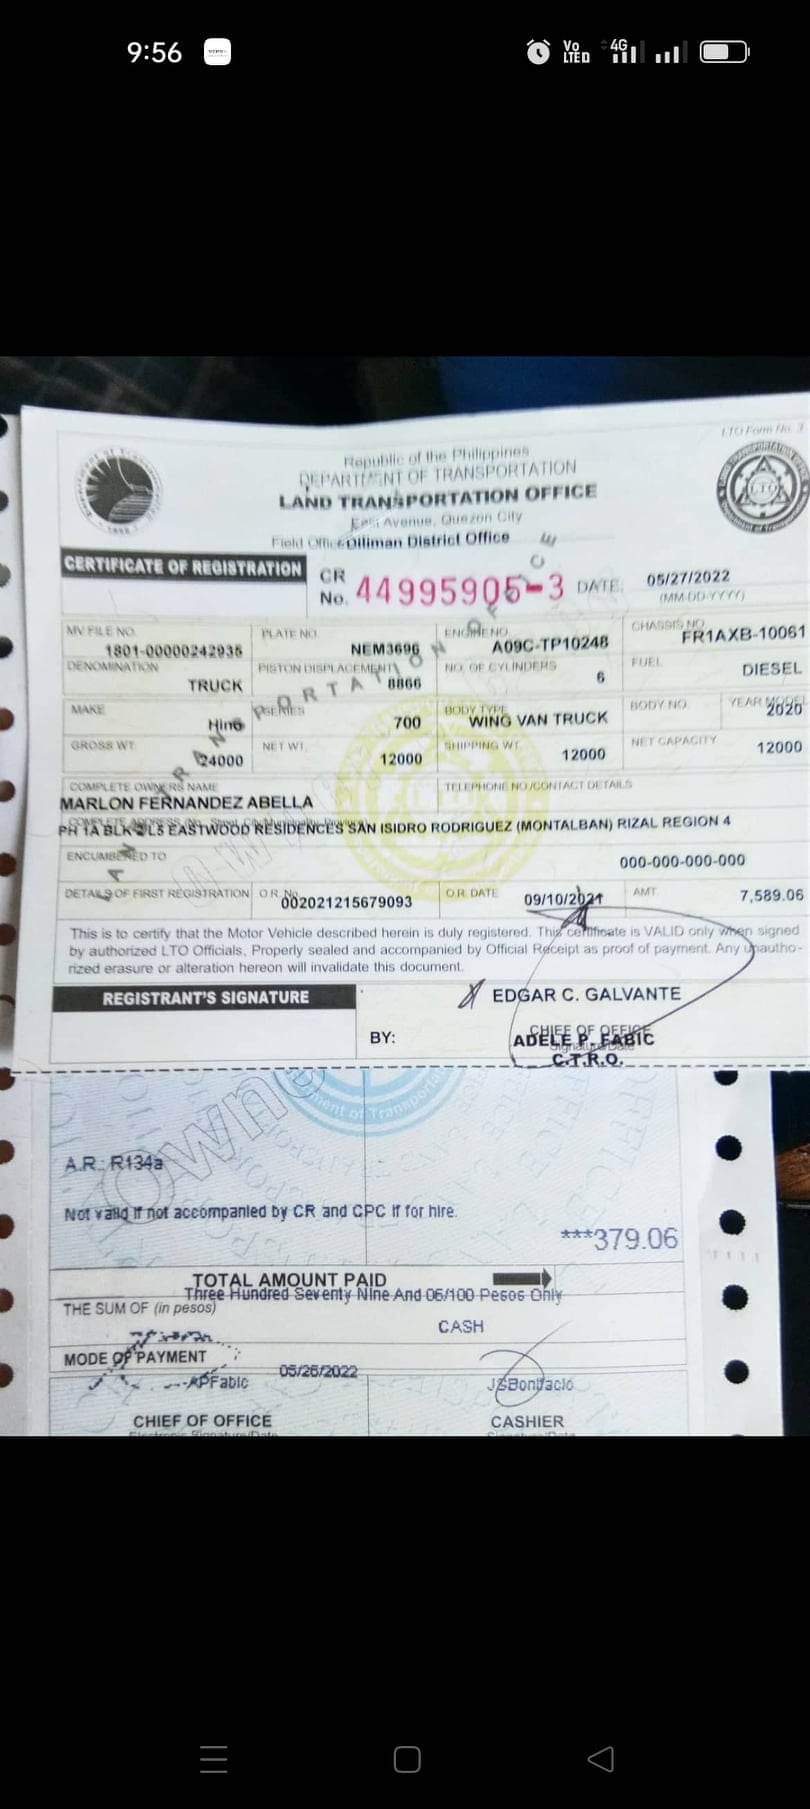 9:56
Vo LTED 4G
LTO Form No. 3
Republic of the Philippines
DEPARTMENT OF TRANSPORTATION
LAND TRANSPORTATION OFFICE
East Avenue, Quezon City
Field Office Diliman District Office
CERTIFICATE OF REGISTRATION
CR No. 44995905-3 DATE: 05/27/2022
(MM-DD-YYYY)
MV FILE NO. PLATE NO. ENGINE NO. CHASSIS NO.
1801-00000242935 NEM3696 A09C-TP10248 FR1AXB-10061
DENOMINATION PISTON DISPLACEMENT NO. OF CYLINDERS FUEL
TRUCK 8866 6 DIESEL
MAKE SERIES BODY TYPE BODY NO. YEAR MODEL
Hino 700 WING VAN TRUCK 2020
GROSS WT. NET WT. SHIPPING WT. NET CAPACITY
24000 12000 12000 12000
COMPLETE OWNERS NAME TELEPHONE NO./CONTACT DETAILS
MARLON FERNANDEZ ABELLA
COMPLETE ADDRESS
PH 1A BLK L5 EASTWOOD RESIDENCES SAN ISIDRO RODRIGUEZ (MONTALBAN) RIZAL REGION 4
ENCUMBERED TO
000-000-000-000
DETAILS OF FIRST REGISTRATION O.R. No. 002021215679093 O.R. DATE 09/10/2021 AMT. 7,589.06
This is to certify that the Motor Vehicle described herein is duly registered. This certificate is VALID only when signed
by authorized LTO Officials, Properly sealed and accompanied by Official Receipt as proof of payment. Any unautho-
rized erasure or alteration hereon will invalidate this document.
REGISTRANT'S SIGNATURE
EDGAR C. GALVANTE
CHIEF OF OFFICE
BY: ADELE P. FABIC
C.T.R.O.
A.R.: R134a
Not valid if not accompanied by CR and CPC if for hire.
***379.06
TOTAL AMOUNT PAID
Three Hundred Seventy Nine And 06/100 Pesos Only
THE SUM OF (in pesos)
CASH
MODE OF PAYMENT
05/26/2022
APFabic JSBonifacio
CHIEF OF OFFICE CASHIER